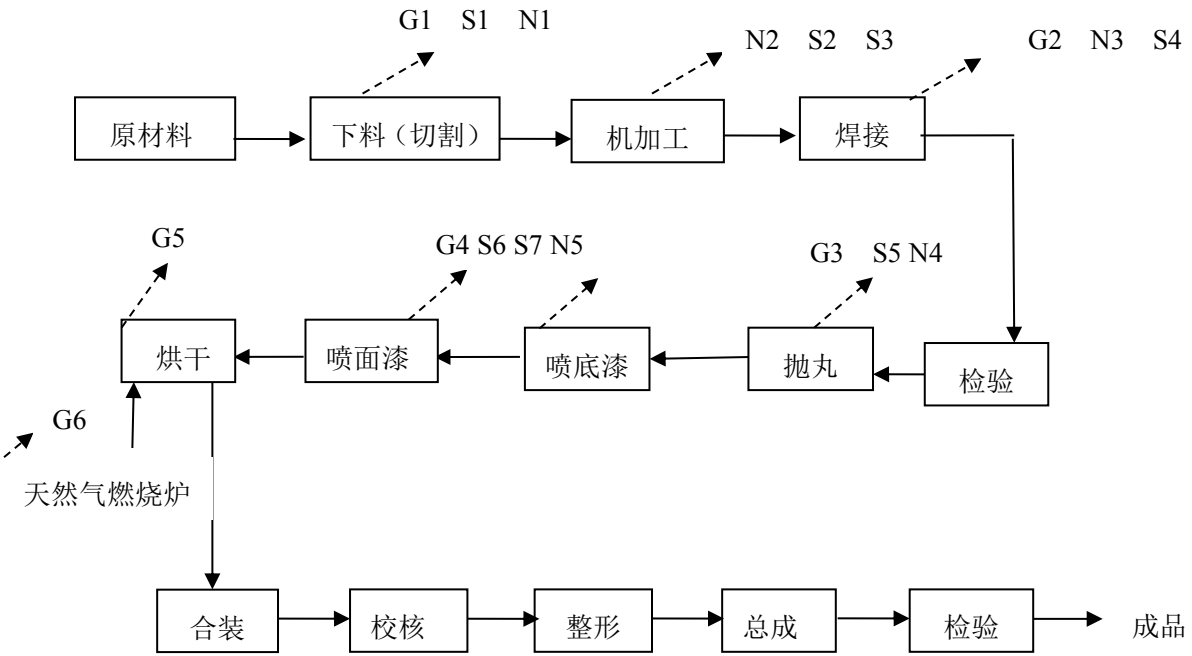 G1 S1 N1
N2 S2 S3
G2 N3 S4
原材料
下料（切割）
机加工
焊接
G5
G4 S6 S7 N5
G3 S5 N4
烘干
喷面漆
喷底漆
抛丸
检验
G6
天然气燃烧炉
合装
校核
整形
总成
检验
成品